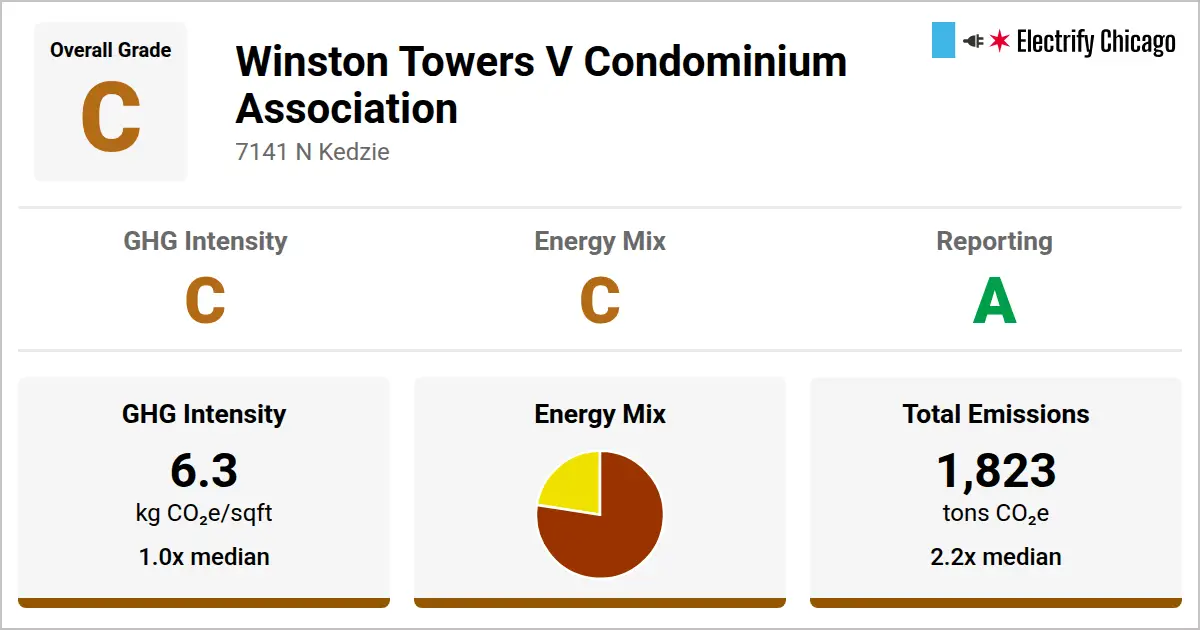 Overall Grade
C
Winston Towers V Condominium
Association
7141 N Kedzie
Electrify Chicago
GHG Intensity
C
Energy Mix
C
Reporting
A
GHG Intensity
6.3
kg CO₂e/sqft
1.0x median
Energy Mix
Total Emissions
1,823
tons CO₂e
2.2x median